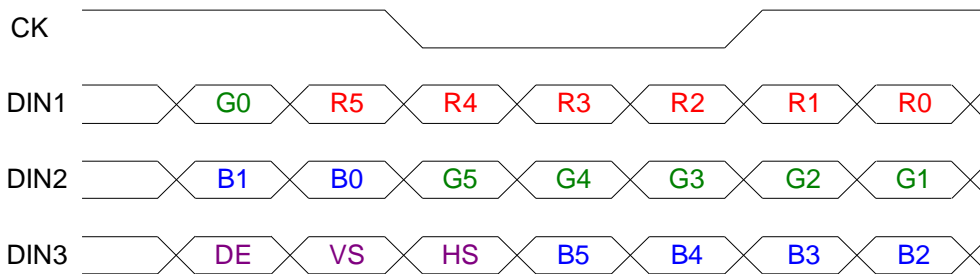 CK
DIN1 G0 R5 R4 R3 R2 R1 R0
DIN2 B1 B0 G5 G4 G3 G2 G1
DIN3 DE VS HS B5 B4 B3 B2